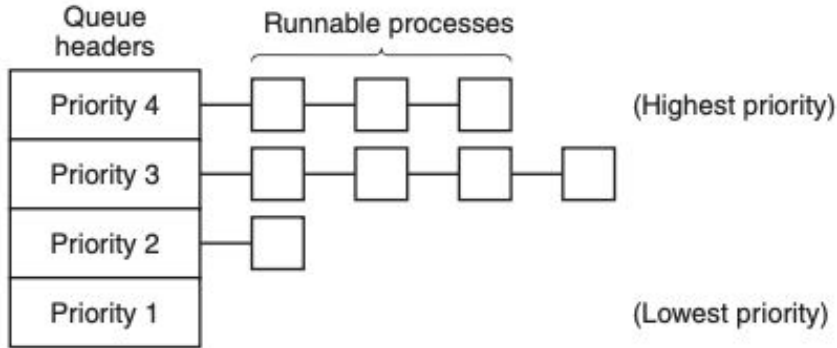 Queue
headers
Runnable processes
Priority 4
(Highest priority)
Priority 3
Priority 2
Priority 1
(Lowest priority)